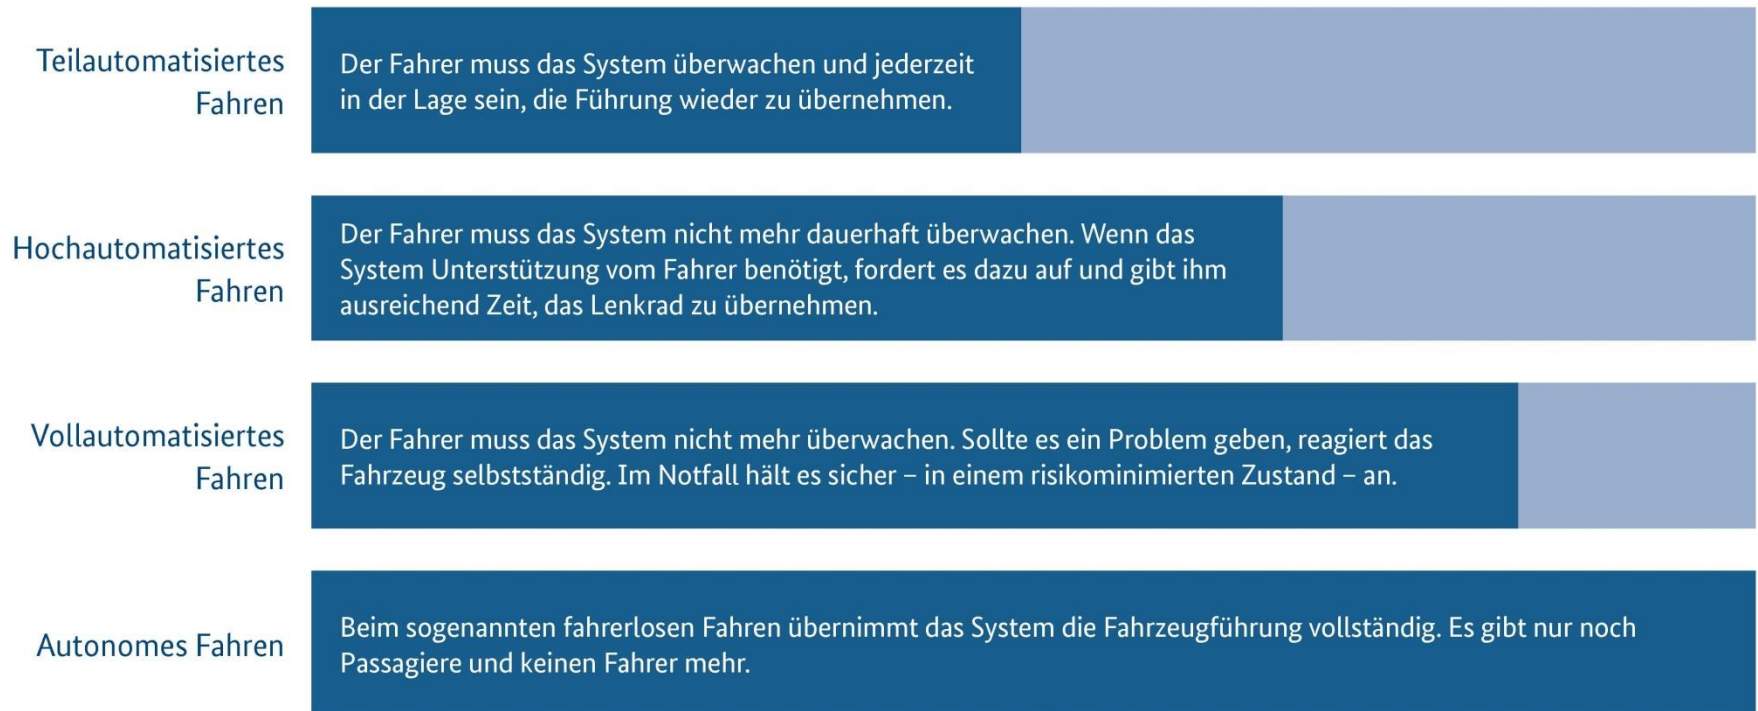 Teilautomatisiertes
Fahren
Der Fahrer muss das System überwachen und jederzeit
in der Lage sein, die Führung wieder zu übernehmen.
Hochautomatisiertes
Fahren
Der Fahrer muss das System nicht mehr dauerhaft überwachen. Wenn das
System Unterstützung vom Fahrer benötigt, fordert es dazu auf und gibt ihm
ausreichend Zeit, das Lenkrad zu übernehmen.
Vollautomatisiertes
Fahren
Der Fahrer muss das System nicht mehr überwachen. Sollte es ein Problem geben, reagiert das
Fahrzeug selbstständig. Im Notfall hält es sicher – in einem risikominimierten Zustand – an.
Autonomes Fahren
Beim sogenannten fahrerlosen Fahren übernimmt das System die Fahrzeugführung vollständig. Es gibt nur noch
Passagiere und keinen Fahrer mehr.